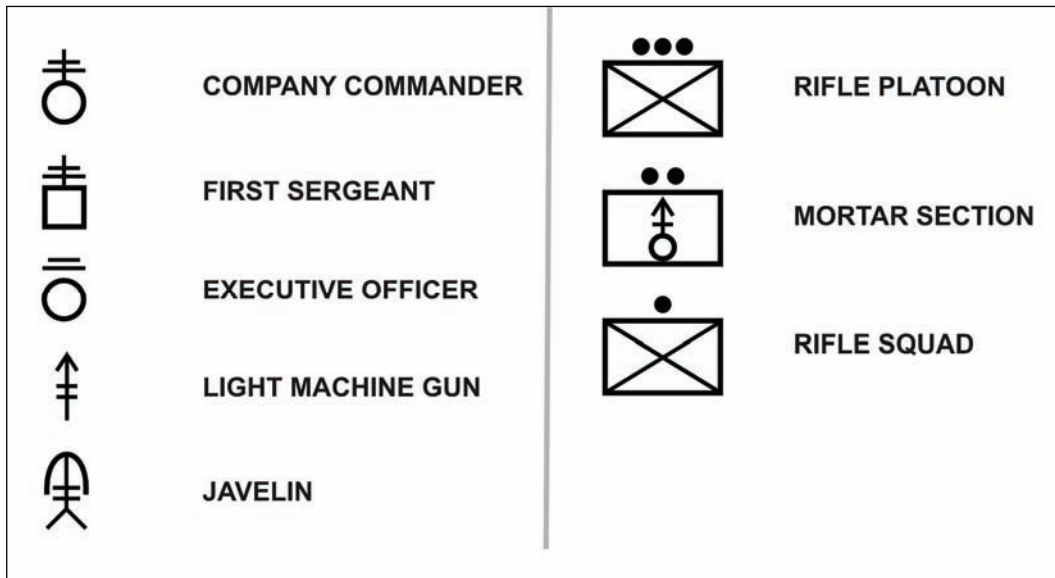 COMPANY COMMANDER
FIRST SERGEANT
EXECUTIVE OFFICER
LIGHT MACHINE GUN
JAVELIN
RIFLE PLATOON
MORTAR SECTION
RIFLE SQUAD